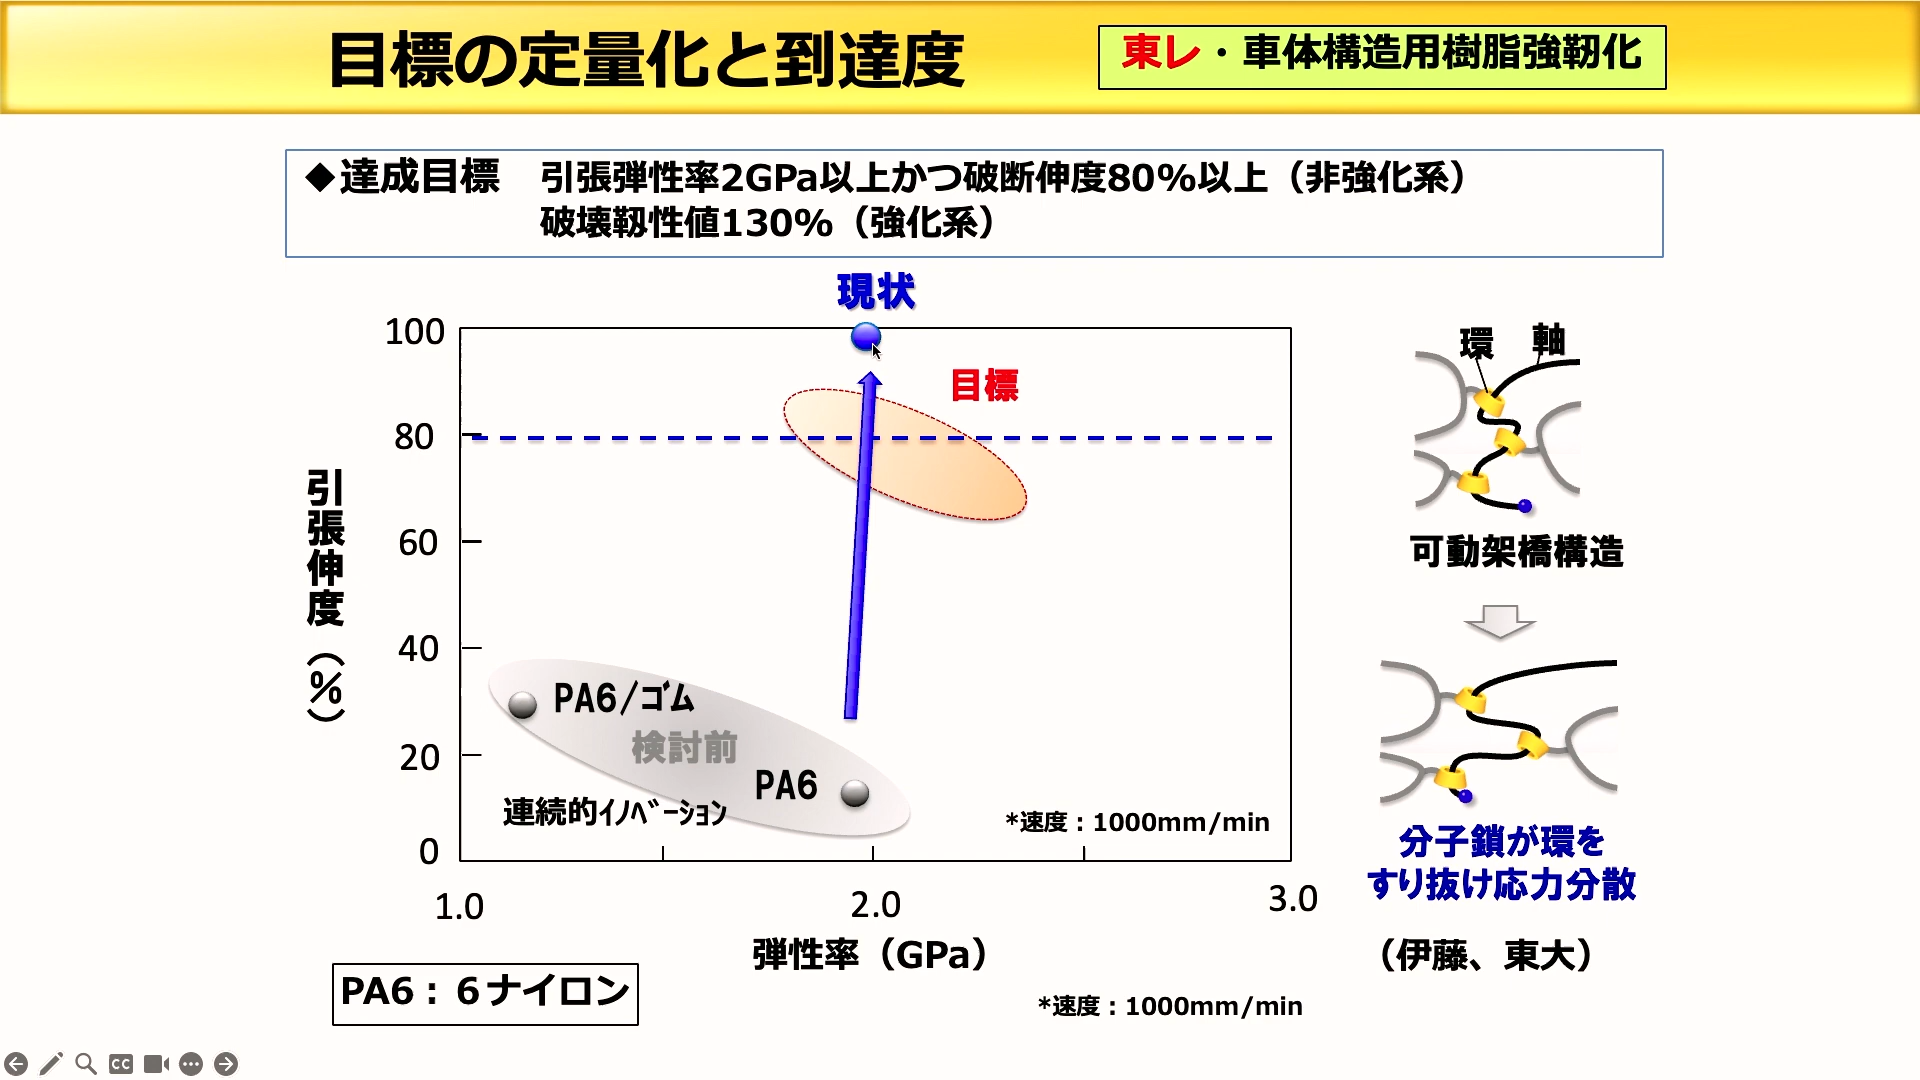 目標の定量化と到達度
東レ・車体構造用樹脂強靭化
◆達成目標　引張弾性率2GPa以上かつ破断伸度80%以上（非強化系）
破壊靱性値130%（強化系）
現状
目標
100
80
60
40
20
0
引張伸度（%）
PA6/ゴム
検討前
PA6
連続的ｲﾉﾍﾞｰｼｮﾝ
*速度：1000mm/min
1.0
2.0
3.0
弾性率（GPa）
PA6：６ナイロン
*速度：1000mm/min
環
軸
可動架橋構造
分子鎖が環を
すり抜け応力分散
（伊藤、東大）
CC